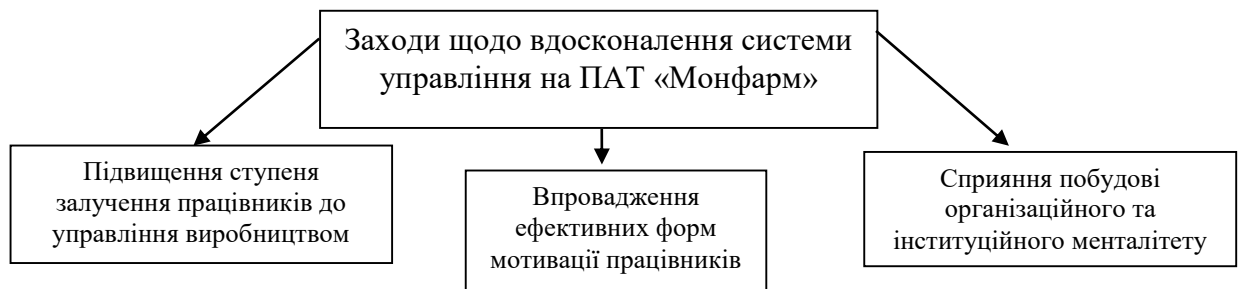 Заходи щодо вдосконалення системи
управління на ПАТ «Монфарм»
Підвищення ступеня
залучення працівників до
управління виробництвом
Впровадження
ефективних форм
мотивації працівників
Сприяння побудові
організаційного та
інституційного менталітету